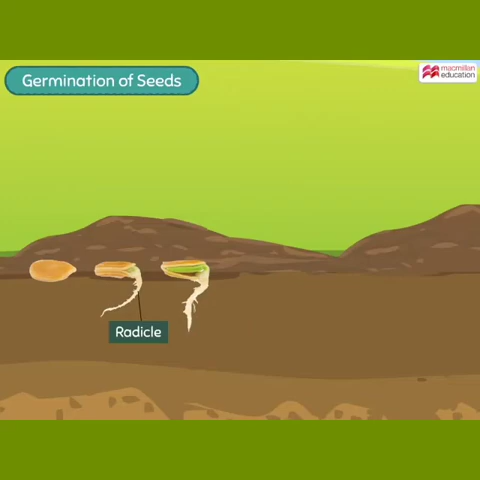 Germination of Seeds
macmillan
education
Radicle